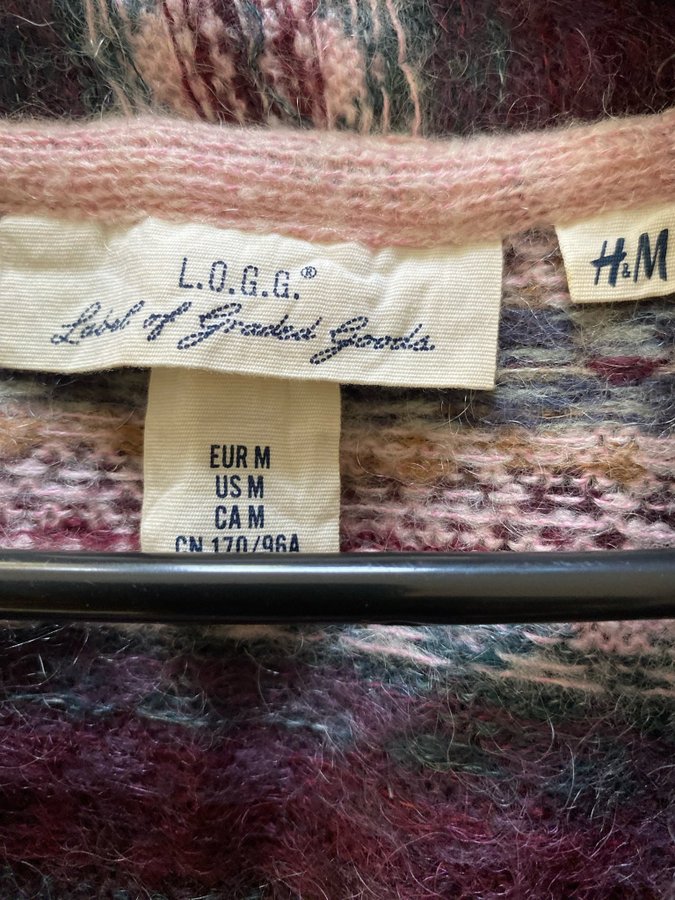 L.O.G.G.®
Label of Graded Goods.
H&M
EUR M
US M
CA M
CN 170/96A